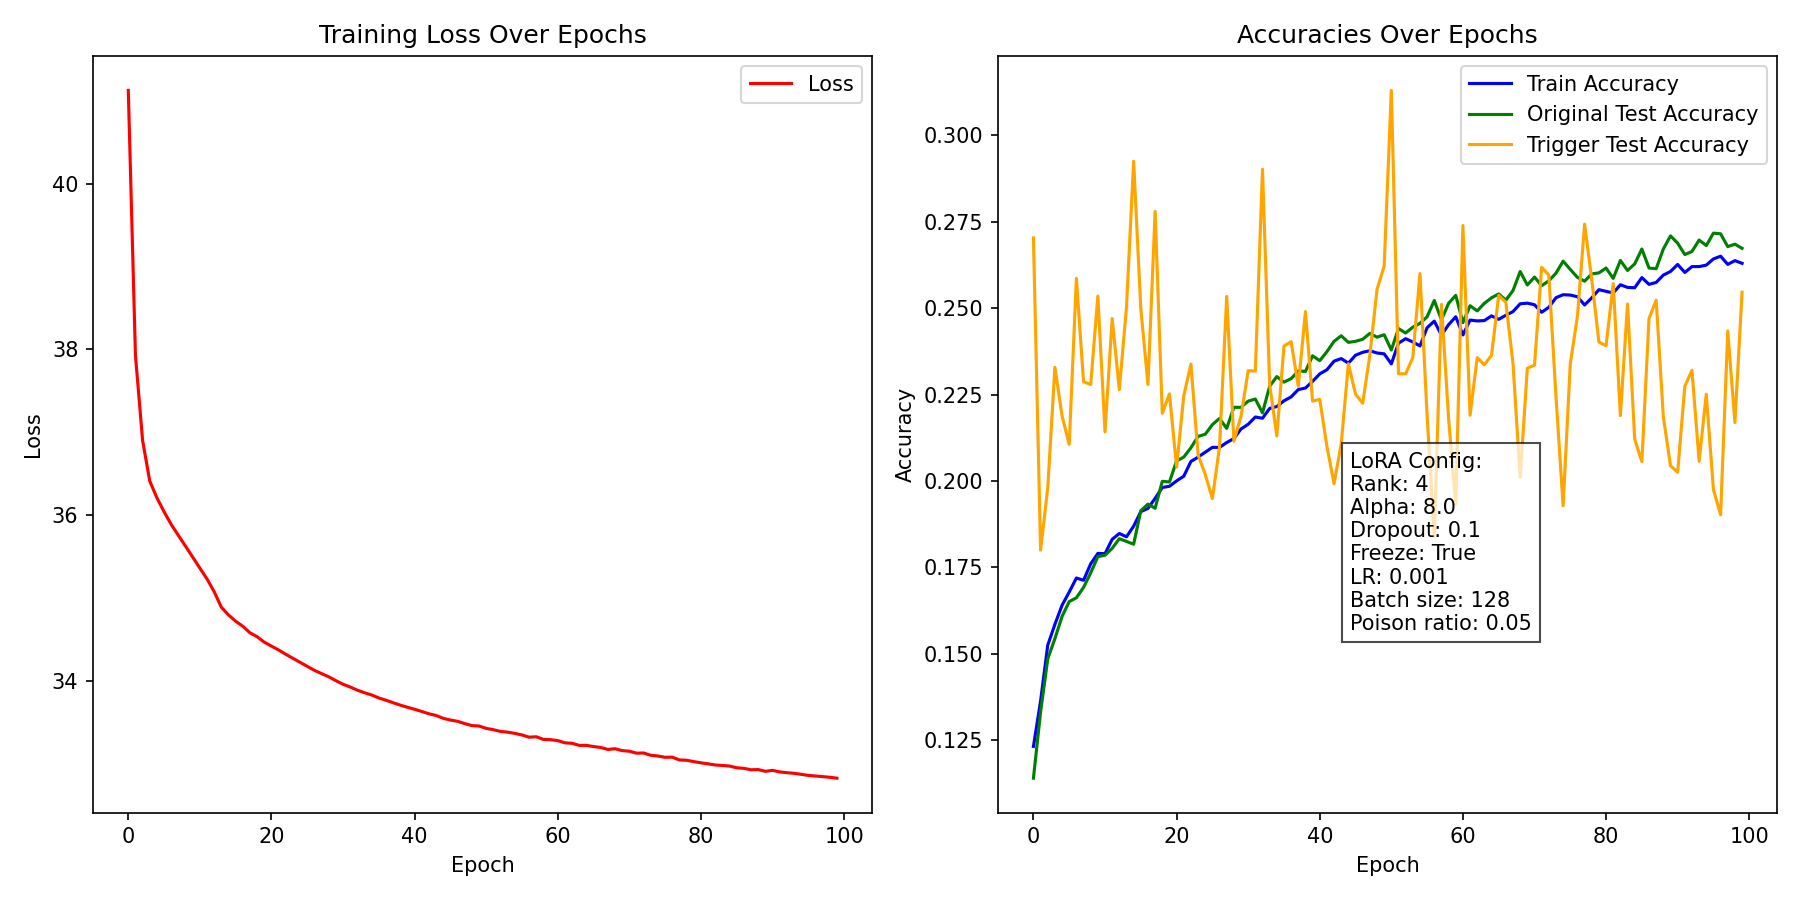 Training Loss Over Epochs
Loss
40
38
36
34
Loss
0 20 40 60 80 100
Epoch
Accuracies Over Epochs
Train Accuracy
Original Test Accuracy
Trigger Test Accuracy
0.300
0.275
0.250
0.225
0.200
0.175
0.150
0.125
Accuracy
LoRA Config:
Rank: 4
Alpha: 8.0
Dropout: 0.1
Freeze: True
LR: 0.001
Batch size: 128
Poison ratio: 0.05
0 20 40 60 80 100
Epoch